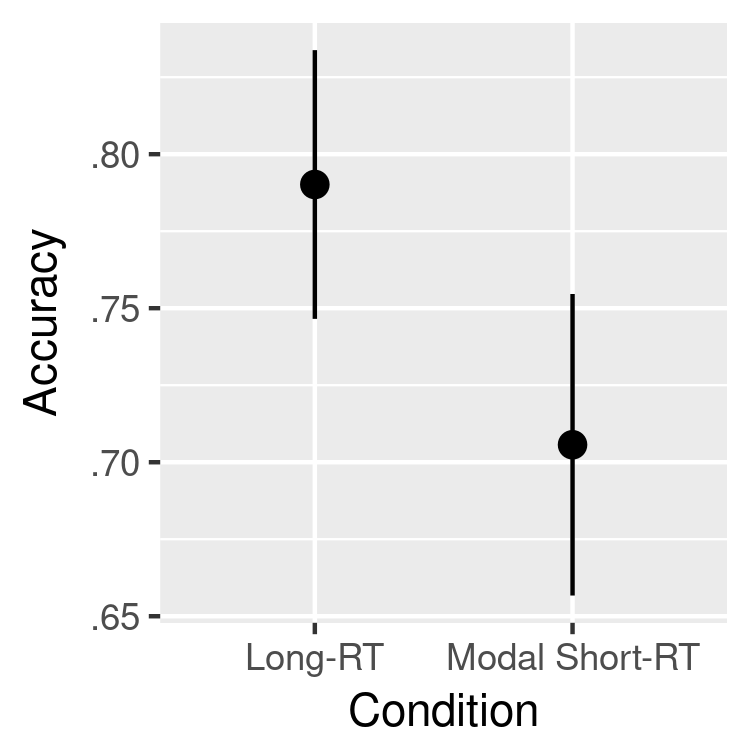 Accuracy
.80
.75
.70
.65
Long-RT
Modal Short-RT
Condition